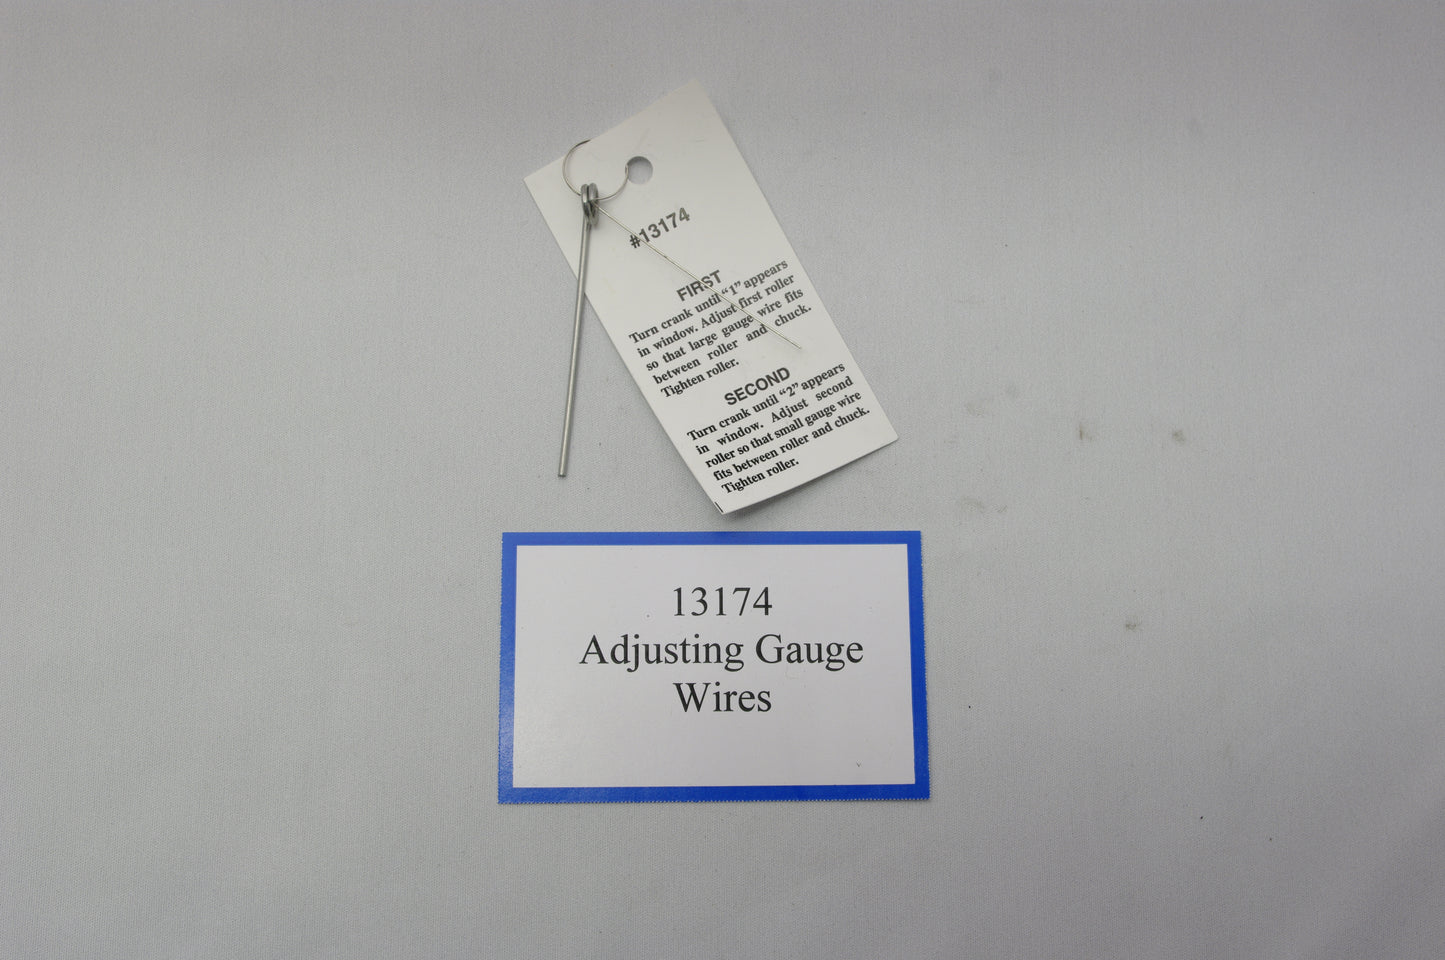 #13174
FIRST
Turn crank until “1” appears
in window. Adjust first roller
so that large gauge wire fits
between roller and chuck.
Tighten roller.
SECOND
Turn crank until “2” appears
in window. Adjust second
roller so that small gauge wire
fits between roller and chuck.
Tighten roller.
13174
Adjusting Gauge
Wires